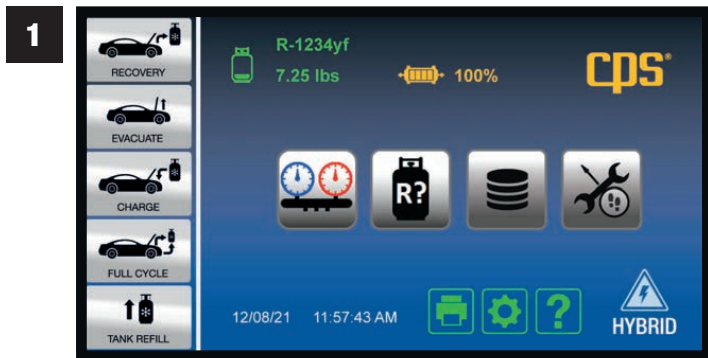 1
RECOVERY
EVACUATE
CHARGE
FULL CYCLE
TANK REFILL
R-1234yf
7.25 lbs
100%
cps®
R?
12/08/21 11:57:43 AM
?
HYBRID